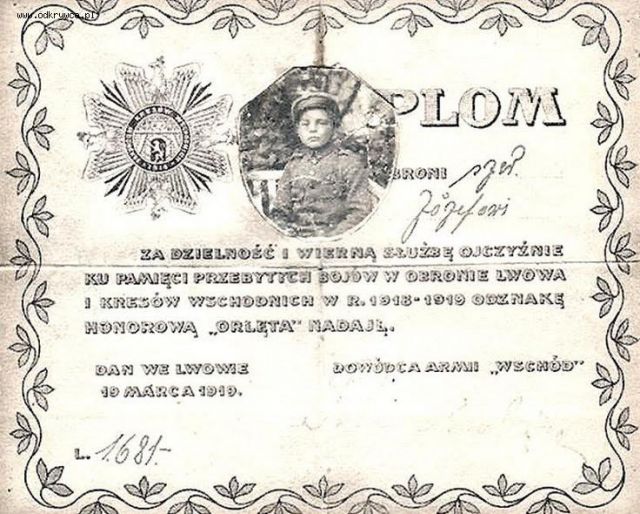 www.odkrywca.pl
PLOM
BRONI szer.
Józefowi
ZA DZIELNOŚĆ I WIERNĄ SŁUŻBĘ OJCZYŹNIE
KU PAMIĘCI PRZEBYTYCH BOJÓW W OBRONIE LWOWA
I KRESÓW WSCHODNICH W R. 1918-1919 ODZNAKĘ
HONOROWĄ „ORLĘTA" NADAJĘ.
DAN WE LWOWIE
19 MARCA 1919.
DOWÓDCA ARMII „WSCHÓD"
L. 1681.-